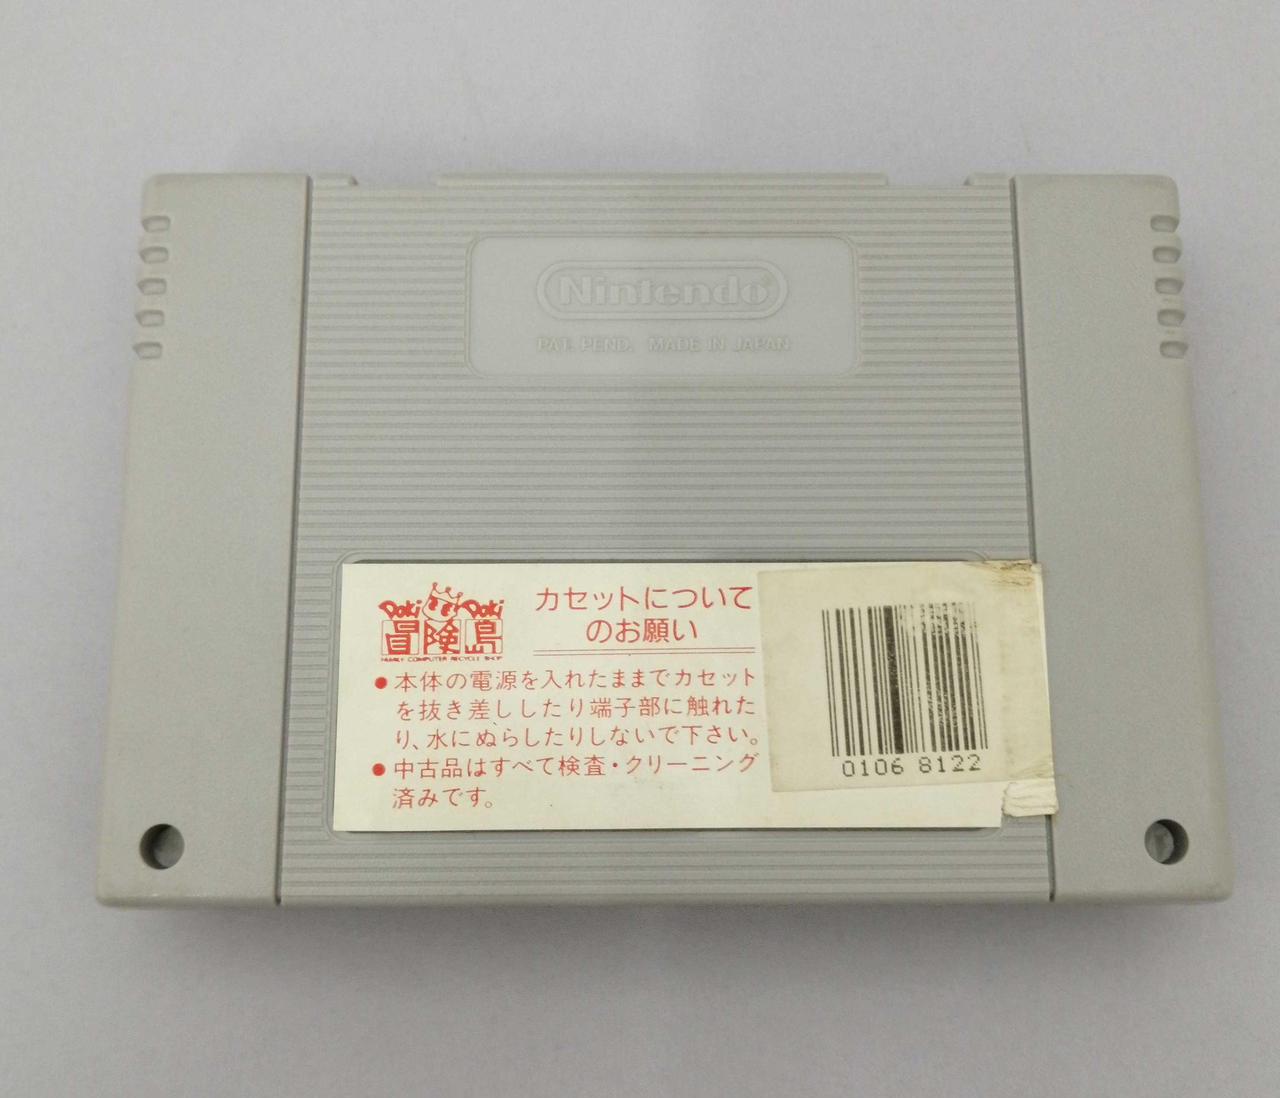 Nintendo
PAT. PEND. MADE IN JAPAN
Doki Doki
冒険島
FAMILY COMPUTER RECYCLE SHOP
カセットについて
のお願い
●本体の電源を入れたままでカセット
を抜き差ししたり端子部に触れた
り、水にぬらしたりしないで下さい。
●中古品はすべて検査・クリーニング
済みです。
0106 8122